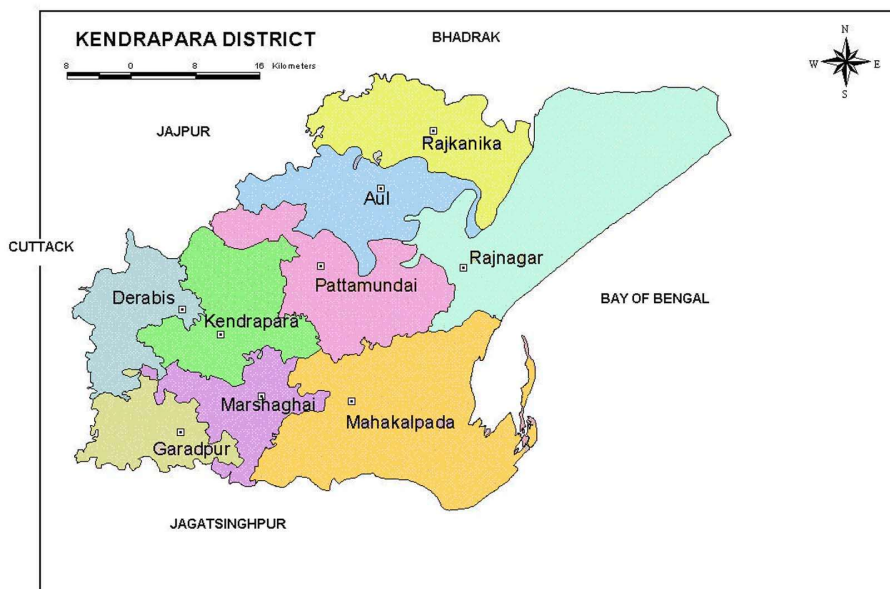 KENDRAPARA DISTRICT
BHADRAK
N
W E
S
8 0 8 16 Kilometers
JAJPUR
Rajkanika
Aul
CUTTACK
Rajnagar
Pattamundai
Derabis
BAY OF BENGAL
Kendrapara
Marshaghai
Mahakalpada
Garadpur
JAGATSINGHPUR